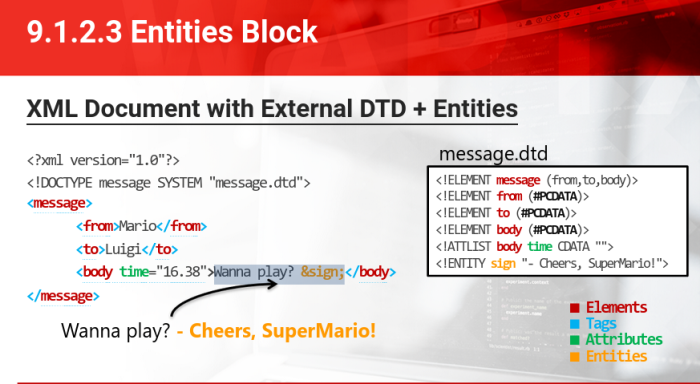 9.1.2.3 Entities Block
XML Document with External DTD + Entities
<?xml version="1.0"?>
<!DOCTYPE message SYSTEM "message.dtd">
<message>
<from>Mario</from>
<to>Luigi</to>
<body time="16.38">Wanna play? &sign;</body>
</message>
Wanna play? - Cheers, SuperMario!
message.dtd
<!ELEMENT message (from,to,body)>
<!ELEMENT from (#PCDATA)>
<!ELEMENT to (#PCDATA)>
<!ELEMENT body (#PCDATA)>
<!ATTLIST body time CDATA "">
<!ENTITY sign "- Cheers, SuperMario!">
Elements
Tags
Attributes
Entities